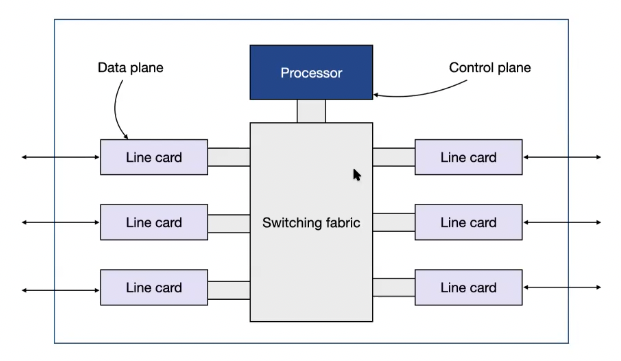 Data plane
Processor
Control plane
Line card
Line card
Line card
Switching fabric
Line card
Line card
Line card